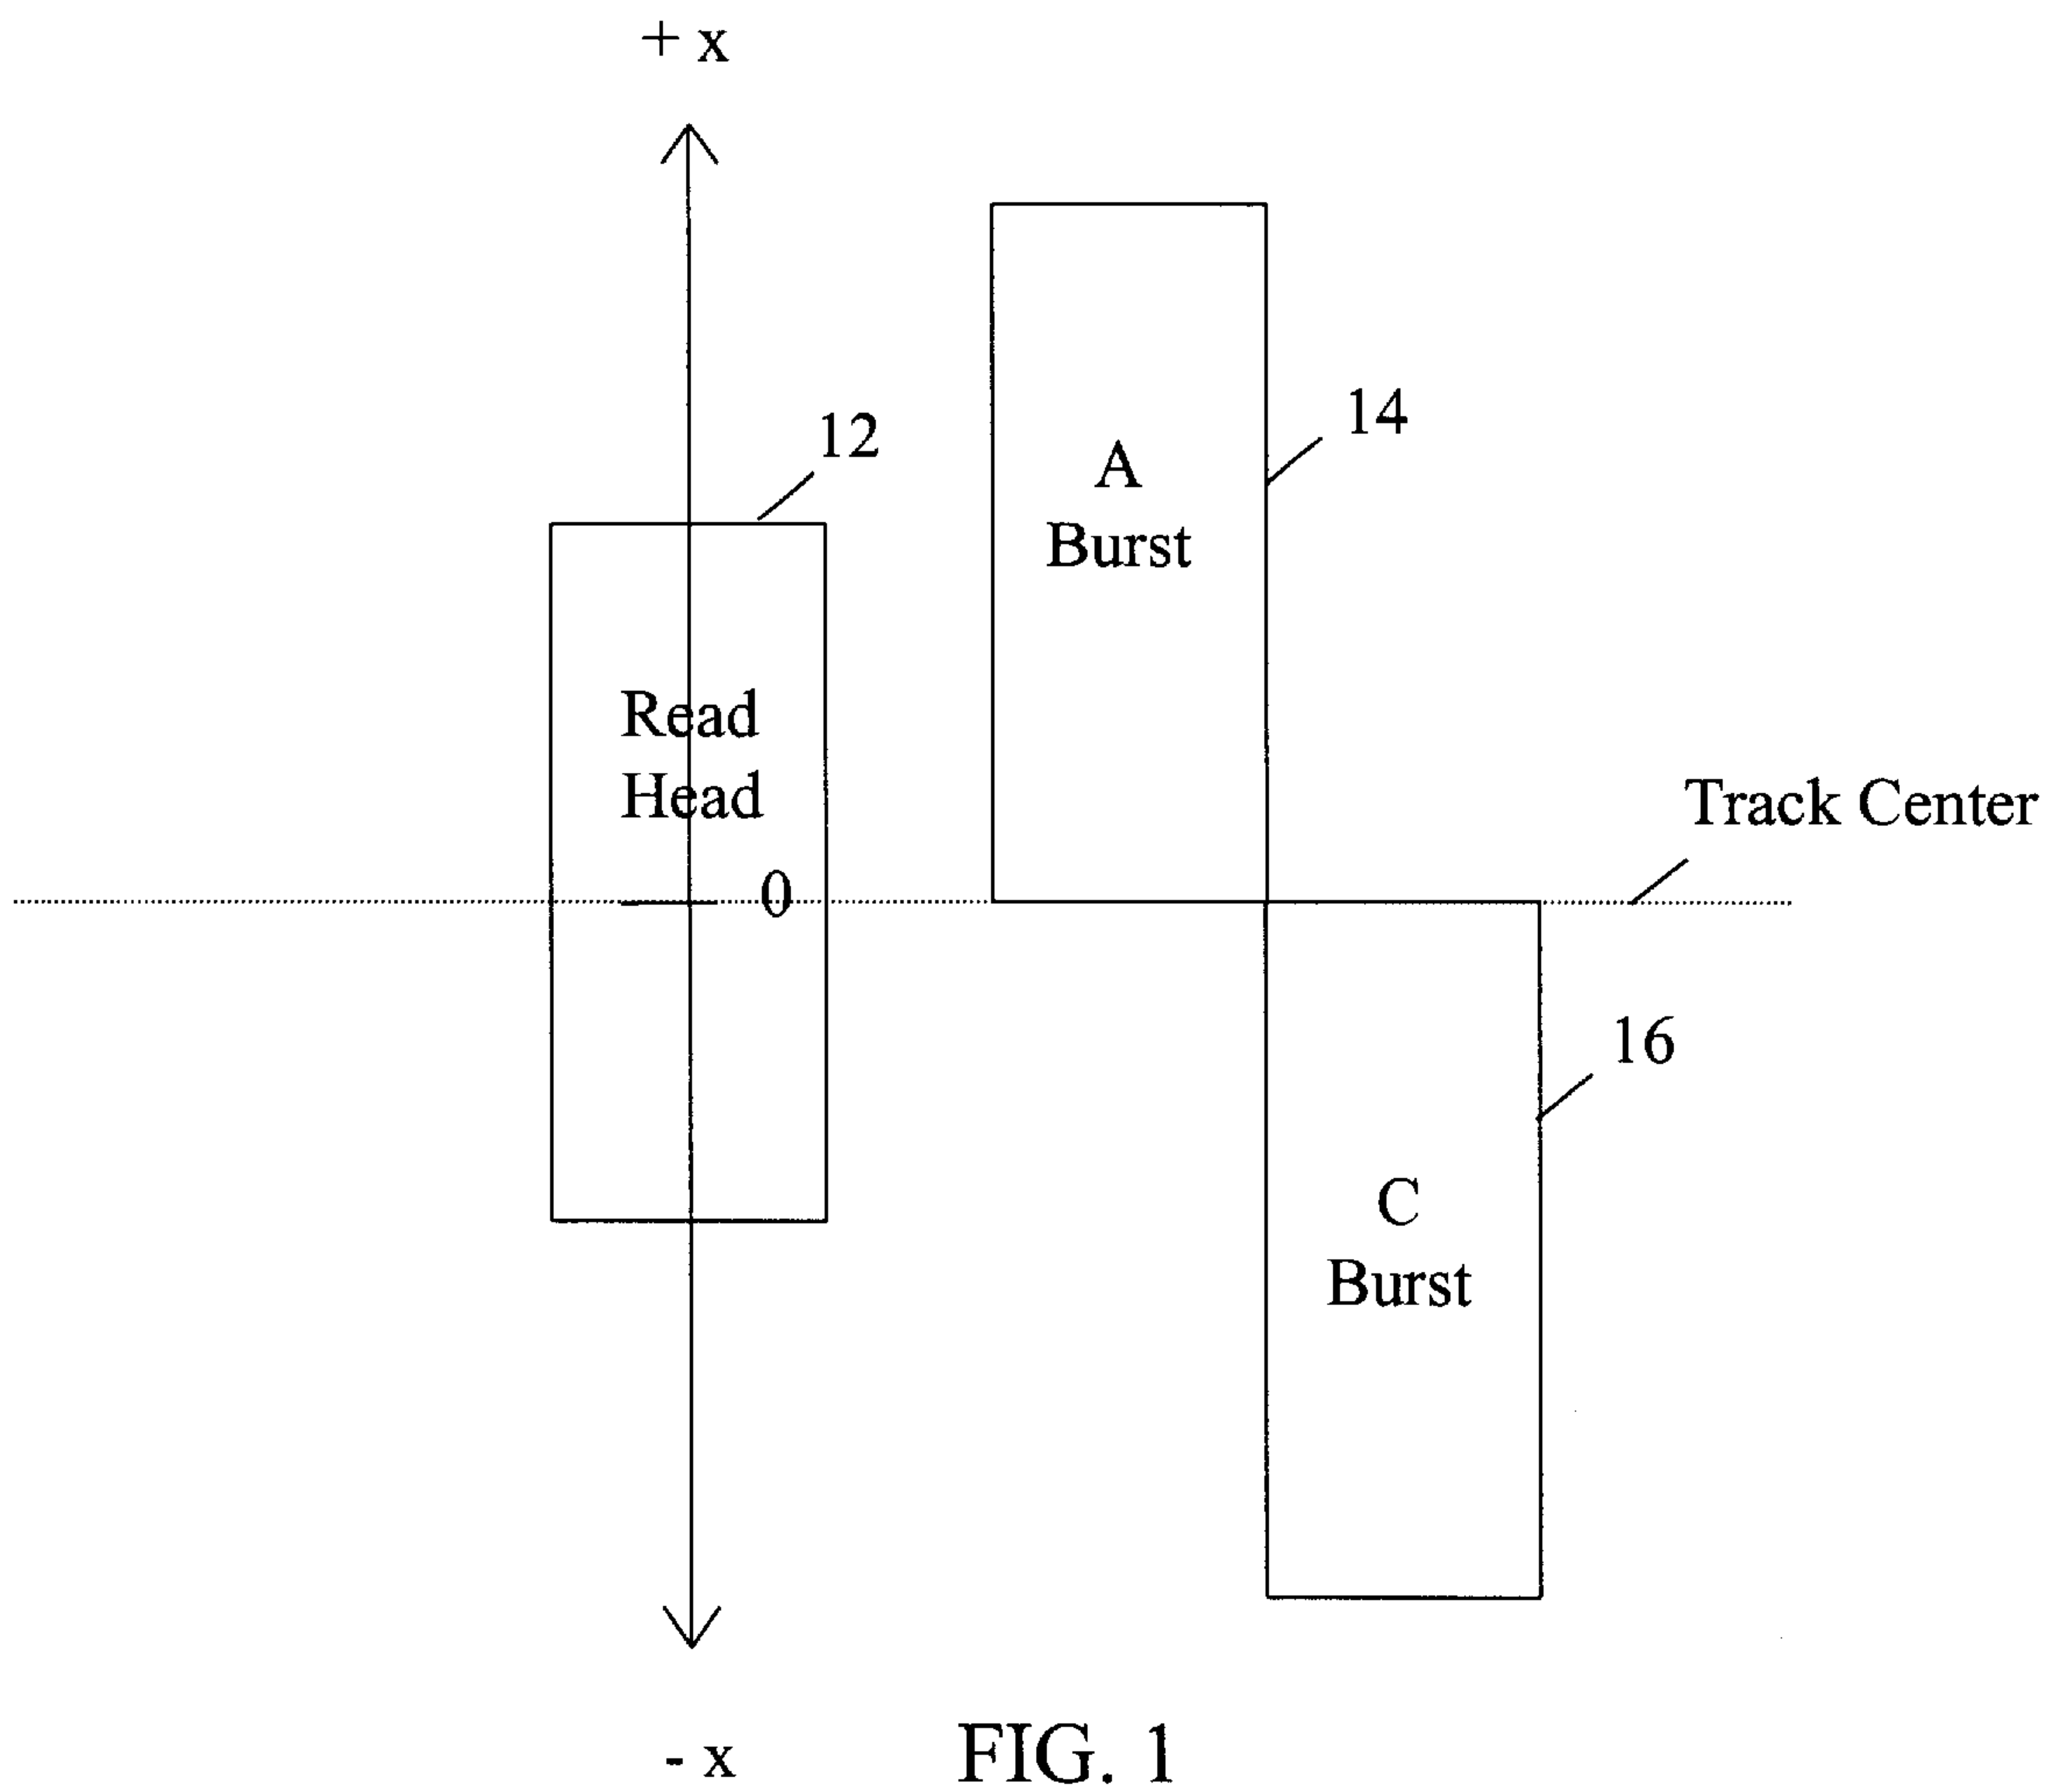 + x
14
12
A
Burst
Read
Head
Track Center
0
16
C
Burst
- x
FIG. 1